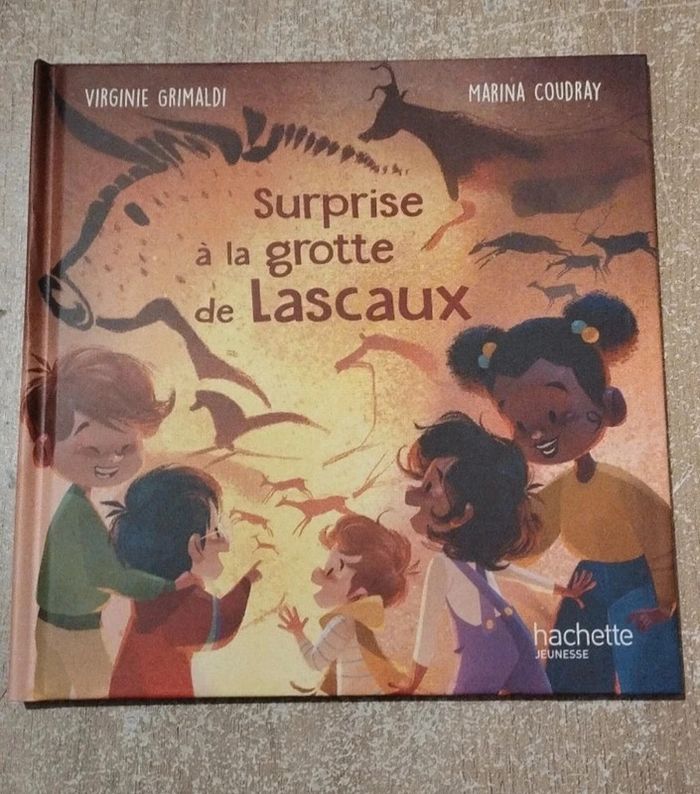 VIRGINIE GRIMALDI
MARINA COUDRAY
Surprise
à la grotte
de Lascaux
hachette
JEUNESSE